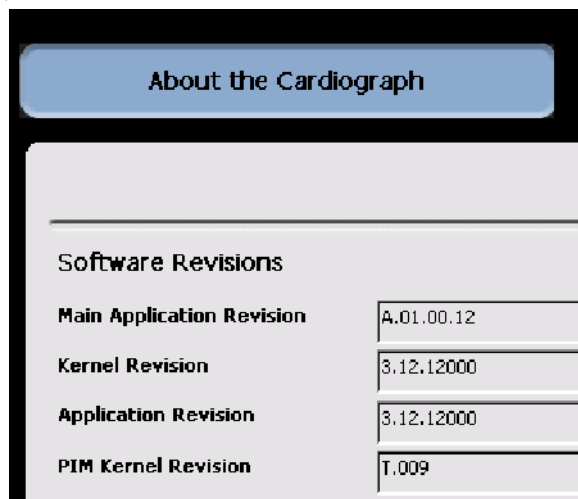 About the Cardiograph
Software Revisions
Main Application Revision A.01.00.12
Kernel Revision 3.12.12000
Application Revision 3.12.12000
PIM Kernel Revision T.009